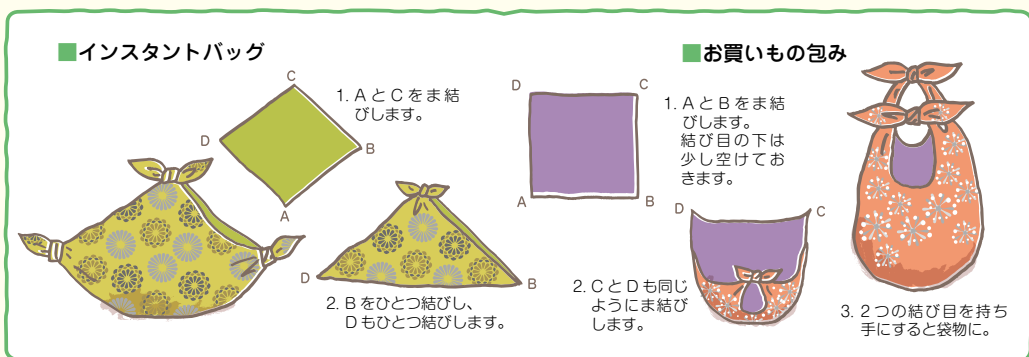 ■インスタントバッグ
C
D
B
A
1. AとCをま結
びします。
D
B
2. Bをひとつ結びし、
Dもひとつ結びします。
■お買いもの包み
D
C
A
B
1. AとBをま結
びします。
結び目の下は
少し空けてお
きます。
D
C
2. CとDも同じ
ようにま結び
します。
3. 2つの結び目を持ち
手にすると袋物に。